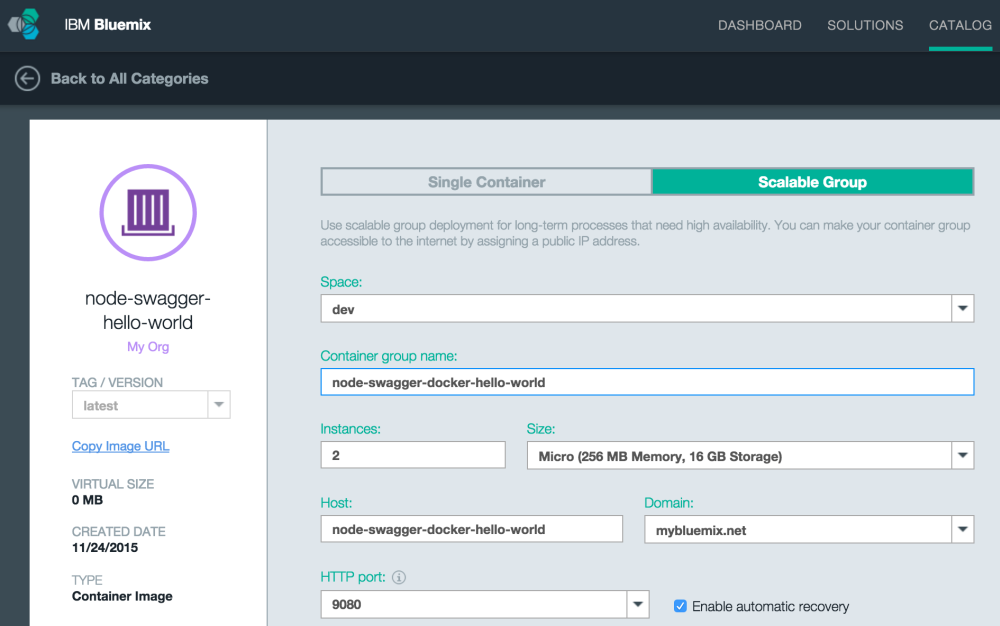 IBM Bluemix
DASHBOARD SOLUTIONS CATALOG
Back to All Categories
node-swagger-
hello-world
My Org
TAG / VERSION
latest
Copy Image URL
VIRTUAL SIZE
0 MB
CREATED DATE
11/24/2015
TYPE
Container Image
Single Container
Scalable Group
Use scalable group deployment for long-term processes that need high availability. You can make your container group
accessible to the internet by assigning a public IP address.
Space:
dev
Container group name:
node-swagger-docker-hello-world
Instances:
2
Size:
Micro (256 MB Memory, 16 GB Storage)
Host:
node-swagger-docker-hello-world
Domain:
mybluemix.net
HTTP port:
9080
Enable automatic recovery